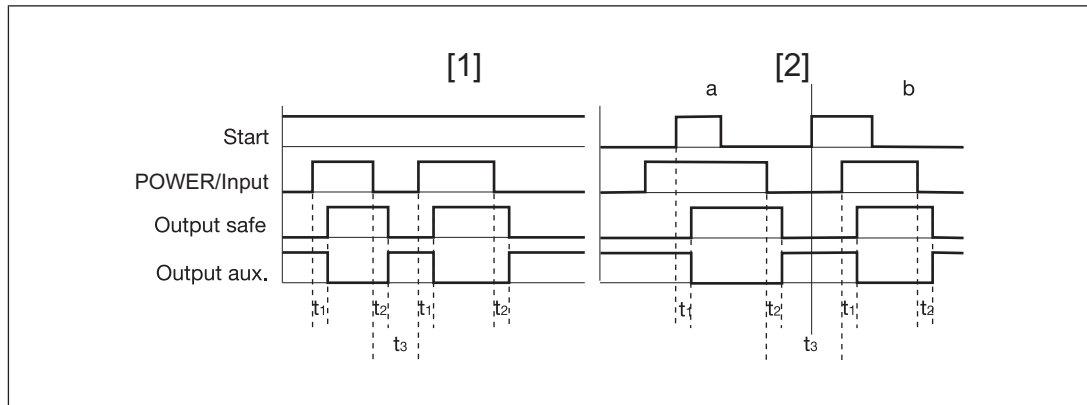 [1] [2]
a b
Start
POWER/Input
Output safe
Output aux.
t1 t2 t1 t2 t1 t2 t1 t2
t3 t3